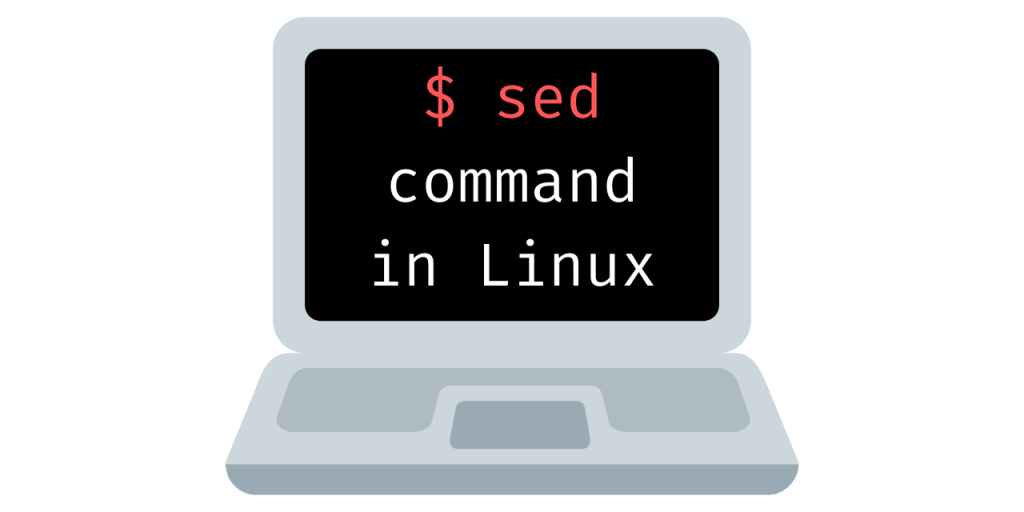 $ sed
command
in Linux